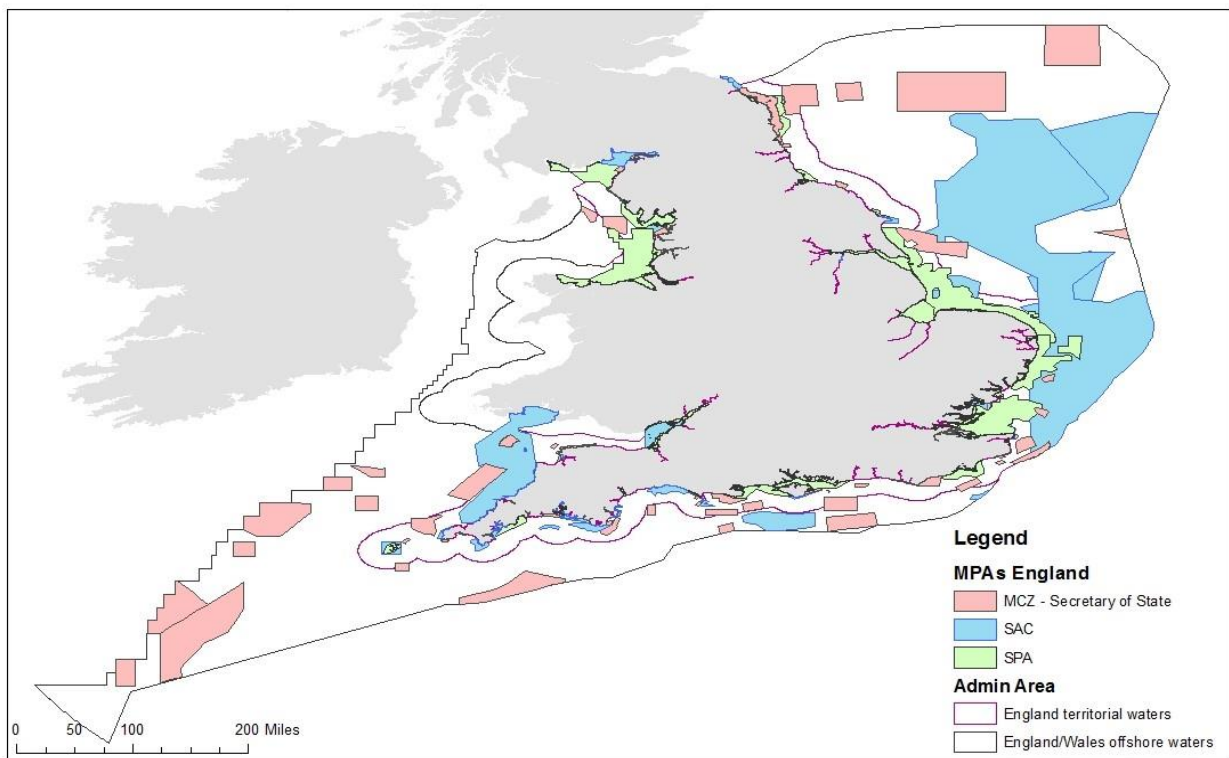 Legend
MPAs England
MCZ - Secretary of State
SAC
SPA
Admin Area
England territorial waters
England/Wales offshore waters
0 50 100 200 Miles